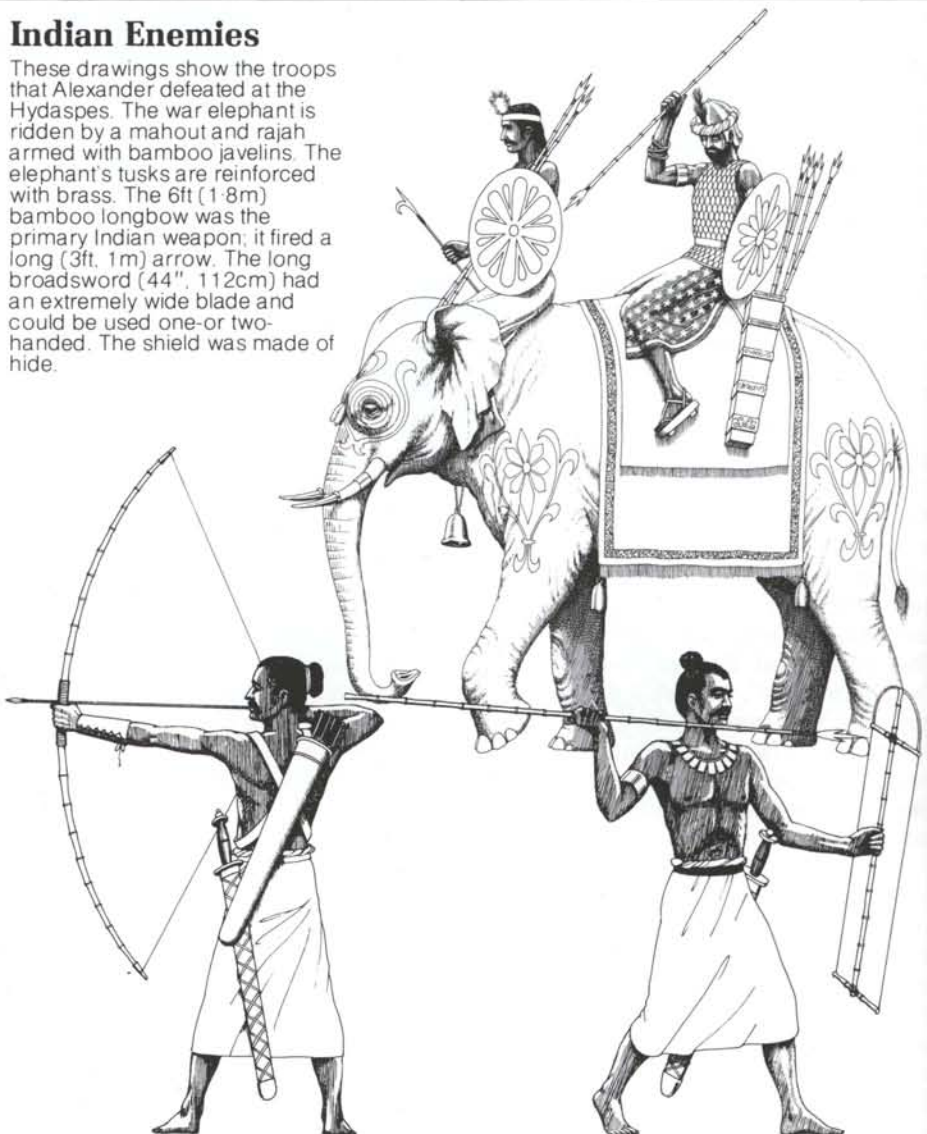 Indian Enemies
These drawings show the troops
that Alexander defeated at the
Hydaspes. The war elephant is
ridden by a mahout and rajah
armed with bamboo javelins. The
elephant's tusks are reinforced
with brass. The 6ft (1·8m)
bamboo longbow was the
primary Indian weapon; it fired a
long (3ft, 1m) arrow. The long
broadsword (44", 112cm) had
an extremely wide blade and
could be used one-or two-
handed. The shield was made of
hide.